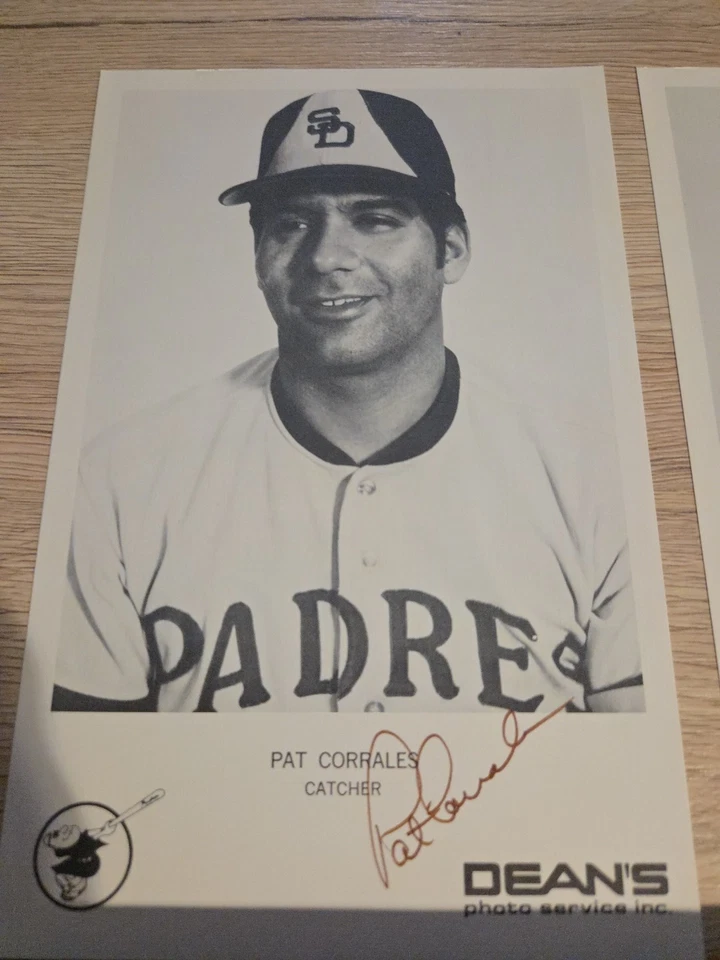 SD
PADRES
PAT CORRALES
CATCHER
Pat Corrales
DEAN'S
photo service inc.